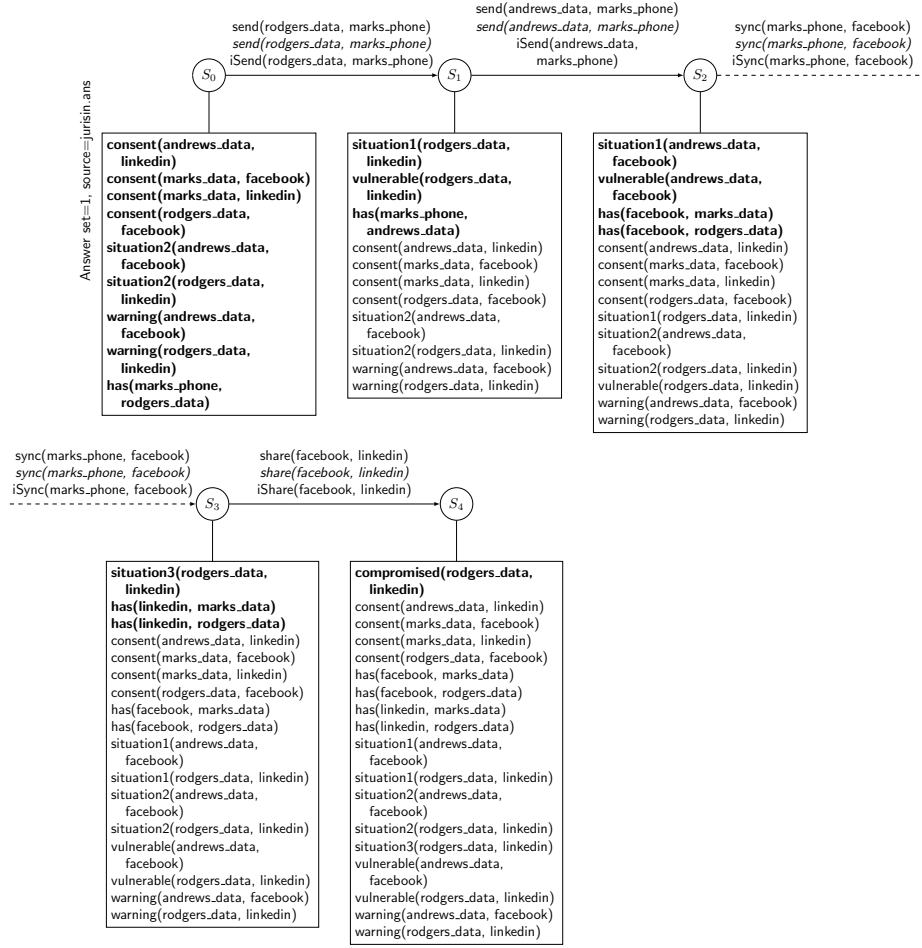 send(rodgers_data, marks_phone)
send(rodgers_data, marks_phone)
iSend(rodgers_data, marks_phone)
send(andrews_data, marks_phone)
send(andrews_data, marks_phone)
iSend(andrews_data,
marks_phone)
sync(marks_phone, facebook)
sync(marks_phone, facebook)
iSync(marks_phone, facebook)
S0
S1
S2
Answer set=1, source=jurisin.ans
consent(andrews_data,
linkedin)
consent(marks_data, facebook)
consent(marks_data, linkedin)
consent(rodgers_data,
facebook)
situation2(andrews_data,
facebook)
situation2(rodgers_data,
linkedin)
warning(andrews_data,
facebook)
warning(rodgers_data,
linkedin)
has(marks_phone,
rodgers_data)
situation1(rodgers_data,
linkedin)
vulnerable(rodgers_data,
linkedin)
has(marks_phone,
andrews_data)
consent(andrews_data, linkedin)
consent(marks_data, facebook)
consent(marks_data, linkedin)
consent(rodgers_data, facebook)
situation2(andrews_data,
facebook)
situation2(rodgers_data, linkedin)
warning(andrews_data, facebook)
warning(rodgers_data, linkedin)
situation1(andrews_data,
facebook)
vulnerable(andrews_data,
facebook)
has(facebook, marks_data)
has(facebook, rodgers_data)
consent(andrews_data, linkedin)
consent(marks_data, facebook)
consent(marks_data, linkedin)
consent(rodgers_data, facebook)
situation1(rodgers_data, linkedin)
situation2(andrews_data,
facebook)
situation2(rodgers_data, linkedin)
vulnerable(rodgers_data, linkedin)
warning(andrews_data, facebook)
warning(rodgers_data, linkedin)
sync(marks_phone, facebook)
sync(marks_phone, facebook)
iSync(marks_phone, facebook)
share(facebook, linkedin)
share(facebook, linkedin)
iShare(facebook, linkedin)
S3
S4
situation3(rodgers_data,
linkedin)
has(linkedin, marks_data)
has(linkedin, rodgers_data)
consent(andrews_data, linkedin)
consent(marks_data, facebook)
consent(marks_data, linkedin)
consent(rodgers_data, facebook)
has(facebook, marks_data)
has(facebook, rodgers_data)
situation1(andrews_data,
facebook)
situation1(rodgers_data, linkedin)
situation2(andrews_data,
facebook)
situation2(rodgers_data, linkedin)
vulnerable(andrews_data,
facebook)
vulnerable(rodgers_data, linkedin)
warning(andrews_data, facebook)
warning(rodgers_data, linkedin)
compromised(rodgers_data,
linkedin)
consent(andrews_data, linkedin)
consent(marks_data, facebook)
consent(marks_data, linkedin)
consent(rodgers_data, facebook)
has(facebook, marks_data)
has(facebook, rodgers_data)
has(linkedin, marks_data)
has(linkedin, rodgers_data)
situation1(andrews_data,
facebook)
situation1(rodgers_data, linkedin)
situation2(andrews_data,
facebook)
situation2(rodgers_data, linkedin)
situation3(rodgers_data, linkedin)
vulnerable(andrews_data,
facebook)
vulnerable(rodgers_data, linkedin)
warning(andrews_data, facebook)
warning(rodgers_data, linkedin)